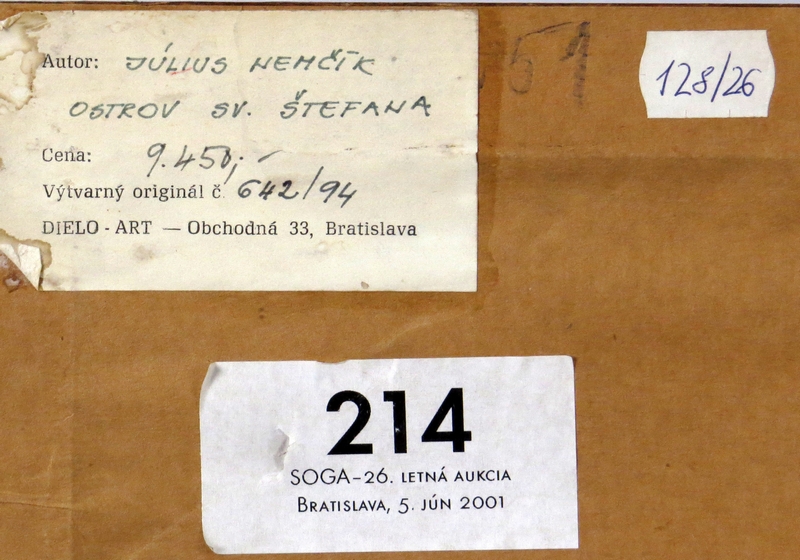 Autor: JÚLIUS NEMČÍK
OSTROV SV. ŠTEFANA
Cena: 9.450,-
Výtvarný originál č. 642/94
DIELO - ART — Obchodná 33, Bratislava
51
128/26
214
SOGA–26. LETNÁ AUKCIA
BRATISLAVA, 5. JÚN 2001